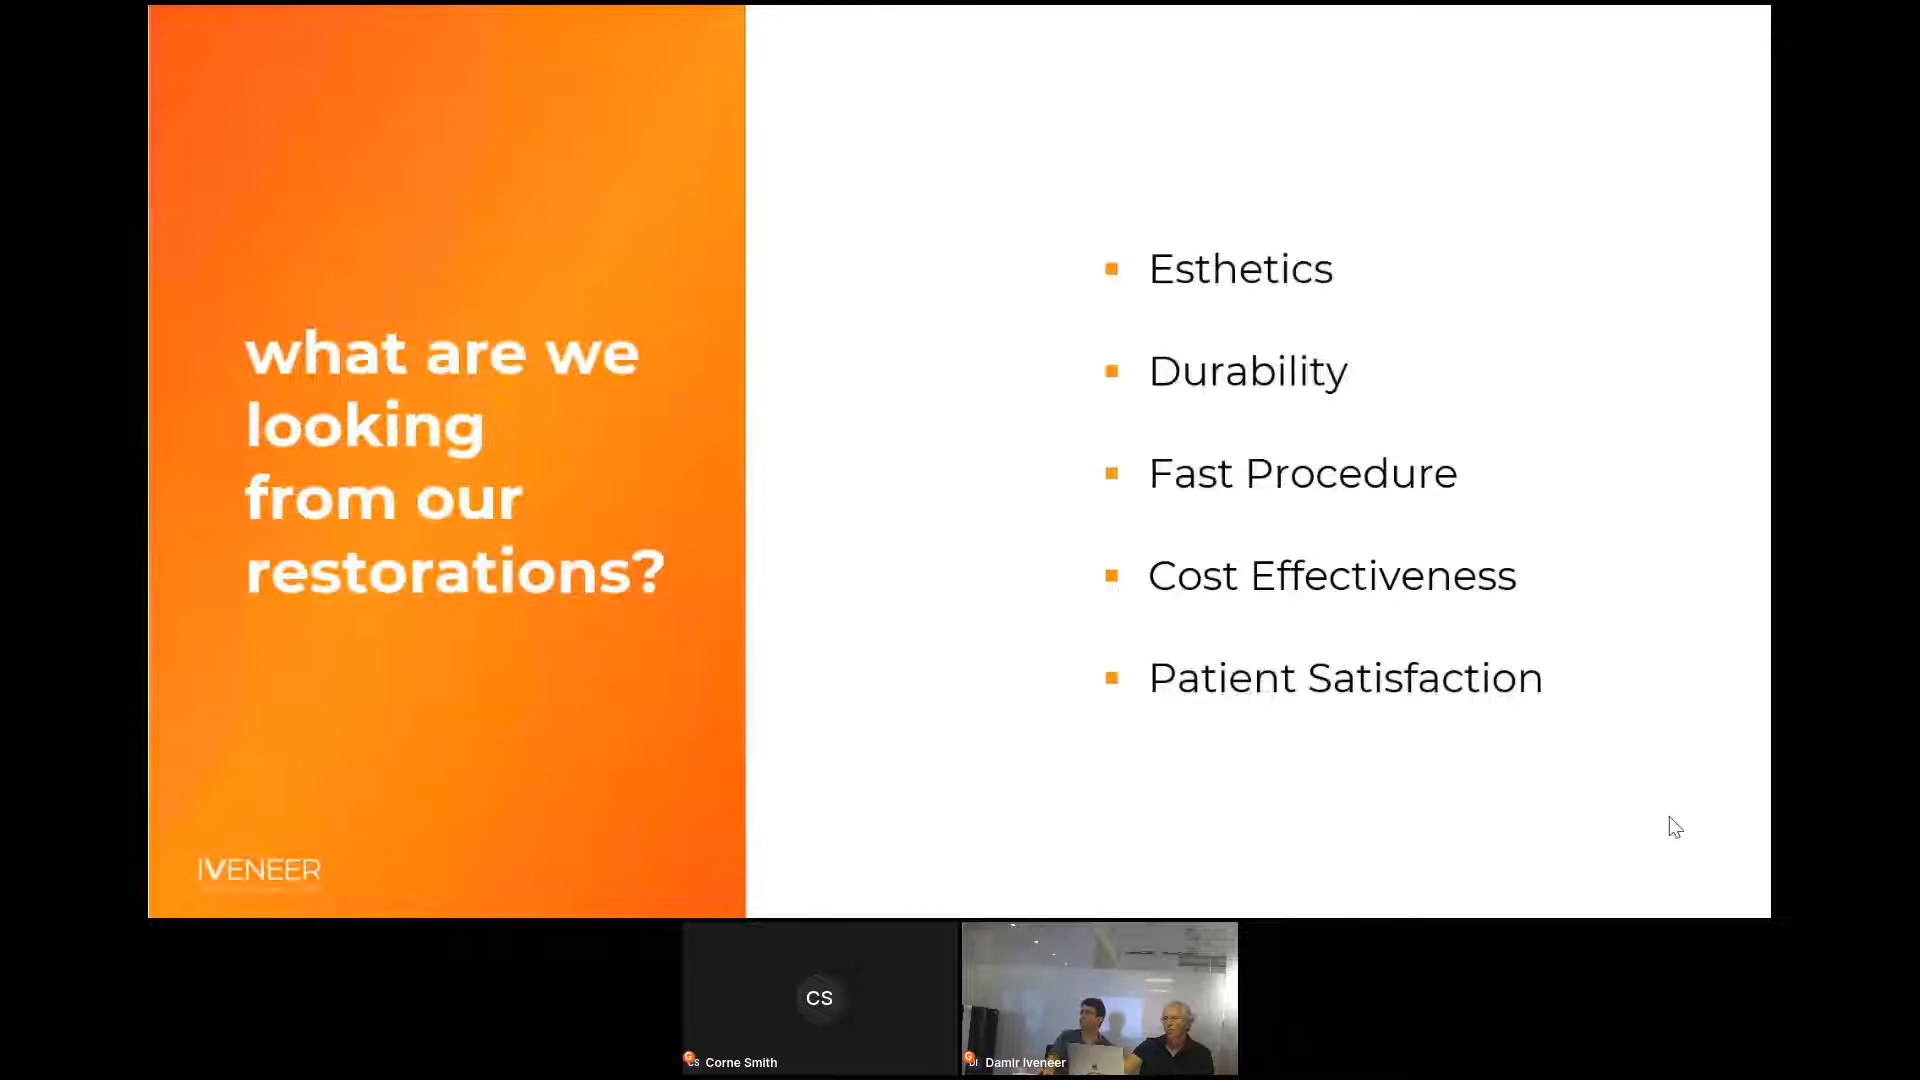 what are we
looking
from our
restorations?
Esthetics
Durability
Fast Procedure
Cost Effectiveness
Patient Satisfaction
IVENEER
CS
G
CS
Corne Smith
G
DI
Damir Iveneer